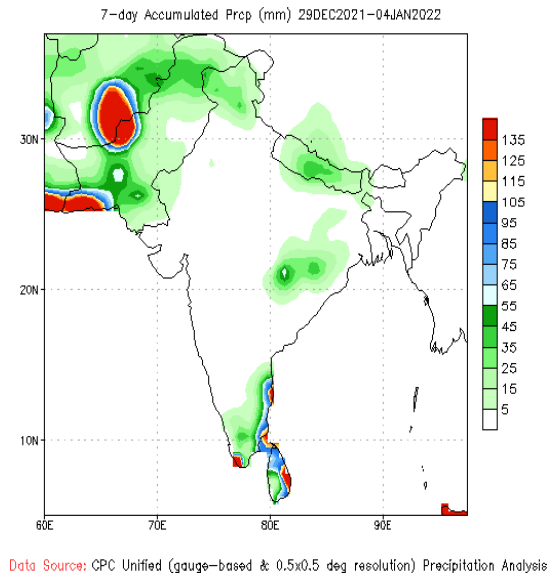 7-day Accumulated Prcp (mm) 29DEC2021-04JAN2022
30N
20N
10N
60E 70E 80E 90E
135
125
115
105
95
85
75
65
55
45
35
25
15
5
Data Source: CPC Unified (gauge-based & 0.5x0.5 deg resolution) Precipitation Analysis